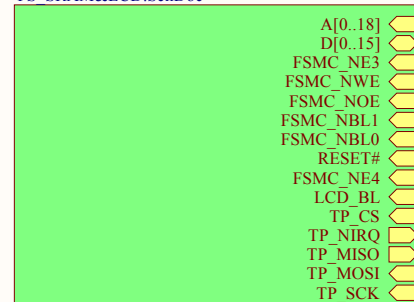 A[0..18]
D[0..15]
FSMC_NE3
FSMC_NWE
FSMC_NOE
FSMC_NBL1
FSMC_NBL0
RESET#
FSMC_NE4
LCD_BL
TP_CS
TP_NIRQ
TP_MISO
TP_MOSI
TP_SCK